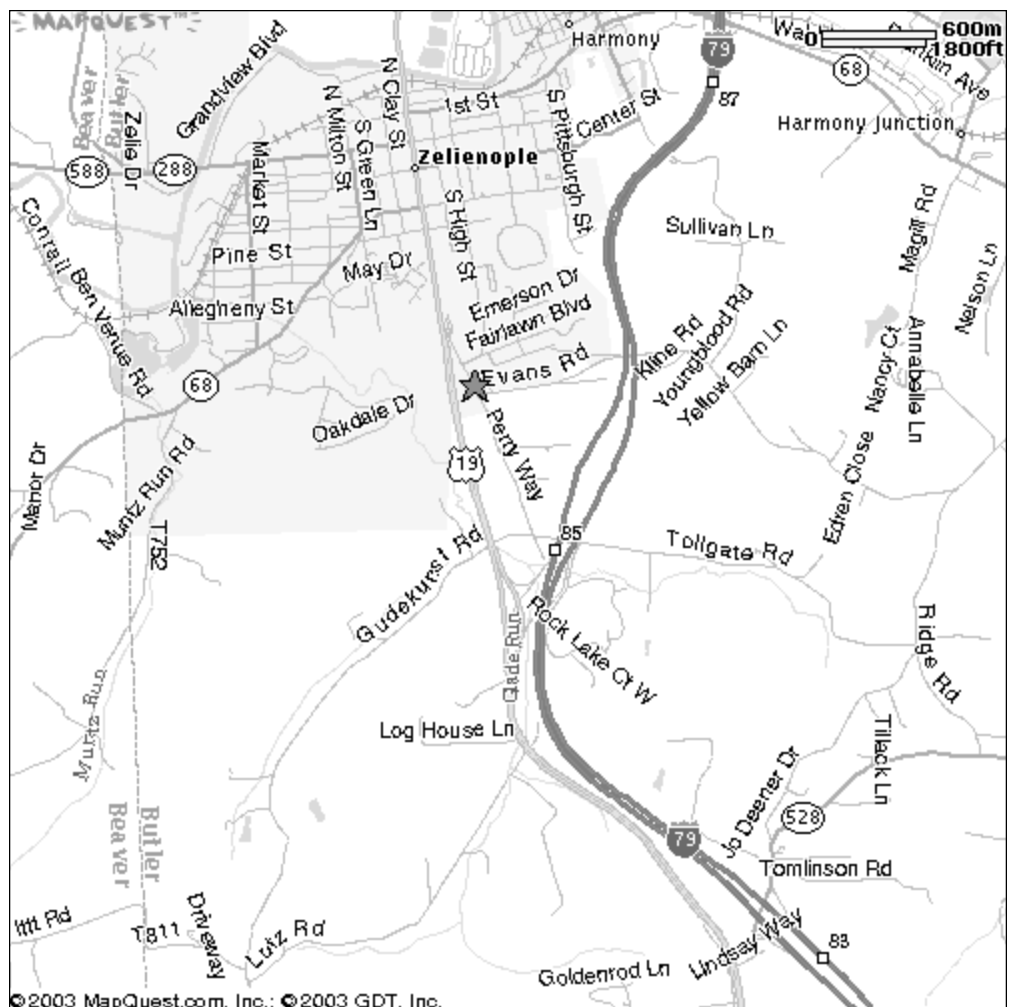 MAPQUEST™
600m
0
1800ft
Harmony
79
68
87
Harmony Junction
Grandview Blvd
N Clay St
1st St
Center St
S Pittsburgh St
N Milton St
S Green Ln
Zelienople
Beaver
Butler
Zelie Dr
588
288
Market St
S High St
Sullivan Ln
Magill Rd
Nelson Ln
Conrail Ben Venue Rd
Pine St
May Dr
Allegheny St
Emerson Dr
Fairlawn Blvd
Evans Rd
Kline Rd
Youngblood Rd
Yellow Barn Ln
Nancy Ct
Annabelle Ln
68
Oakdale Dr
Perry Way
19
Manor Dr
Muntz Run Rd
T752
Edren Close
85
Tollgate Rd
Gudekunst Rd
Rock Lake Ct W
Glade Run
Ridge Rd
Muntz Run
Log House Ln
Tillack Ln
Jo Deener Dr
528
79
Beaver
Butler
Tomlinson Rd
T811
Driveway
Lutz Rd
Lindsay Way
83
Goldenrod Ln
©2003 MapQuest.com, Inc.; ©2003 GDT, Inc.